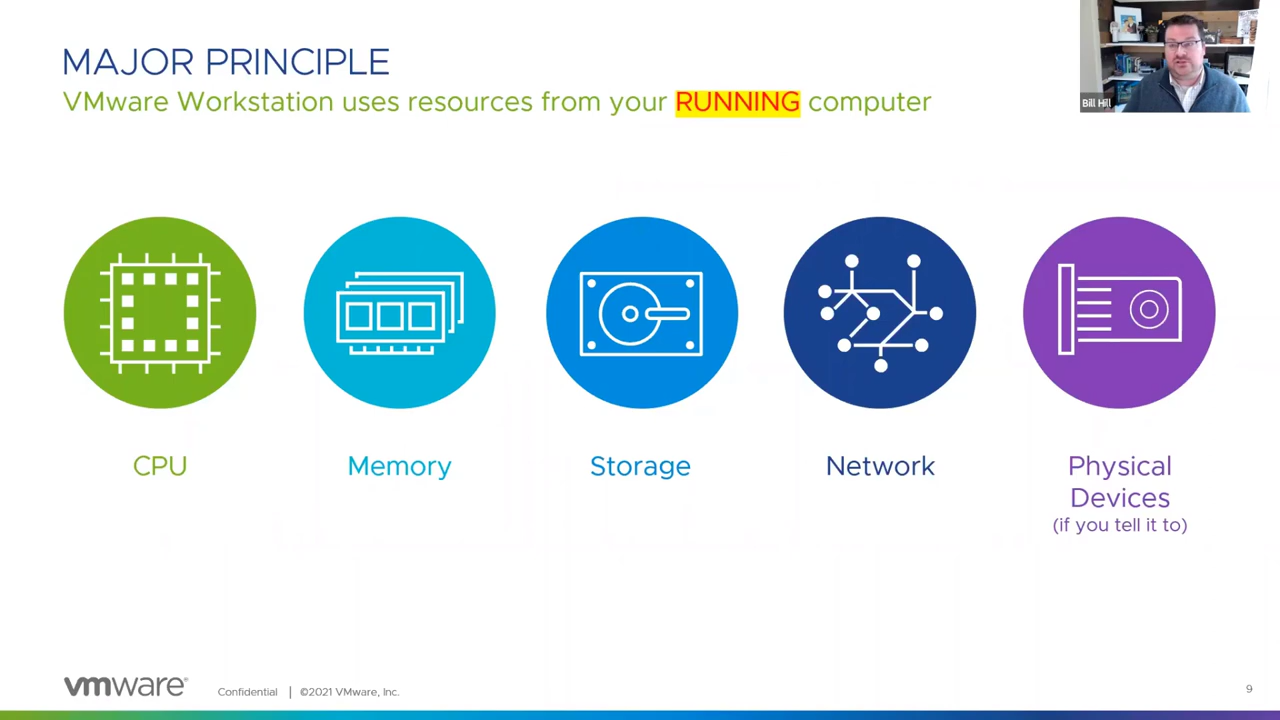 MAJOR PRINCIPLE
VMware Workstation uses resources from your RUNNING computer
Bill Hill
CPU
Memory
Storage
Network
Physical
Devices
(if you tell it to)
vmware®
Confidential | ©2021 VMware, Inc.
9